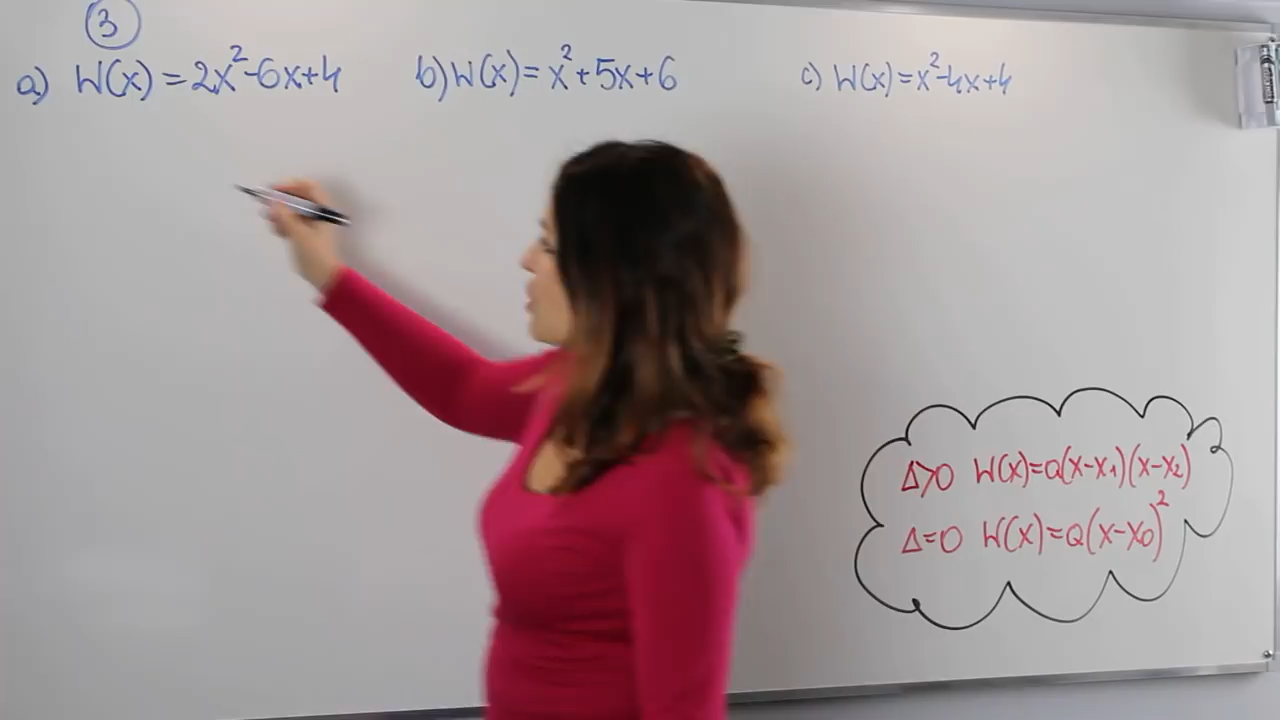 3
a) W(x)=2x²-6x+4
b) W(x)=x²+5x+6
c) W(x)=x²-4x+4
Δ>0 W(x)=a(x-x₁)(x-x₂)
Δ=0 W(x)=a(x-x₀)²